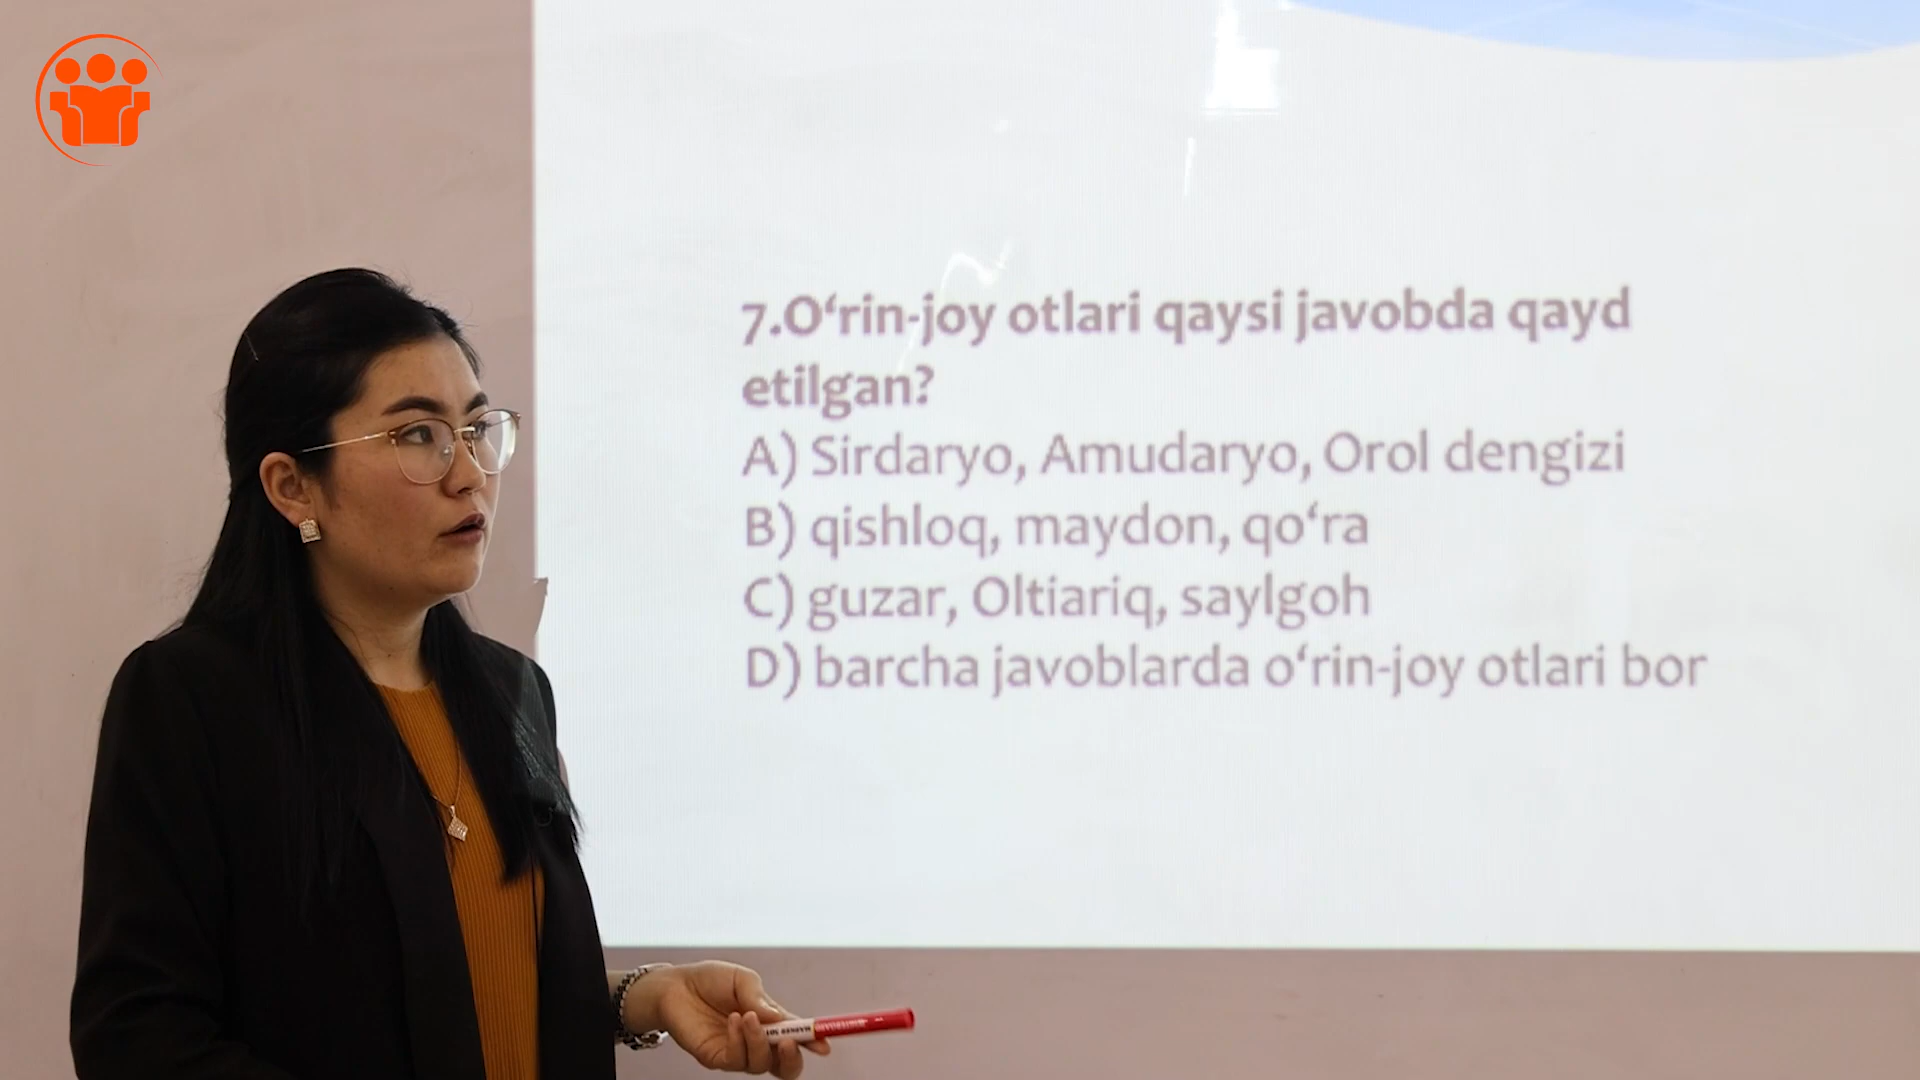 7.O‘rin-joy otlari qaysi javobda qayd
etilgan?
A) Sirdaryo, Amudaryo, Orol dengizi
B) qishloq, maydon, qo‘ra
C) guzar, Oltiariq, saylgoh
D) barcha javoblarda o‘rin-joy otlari bor